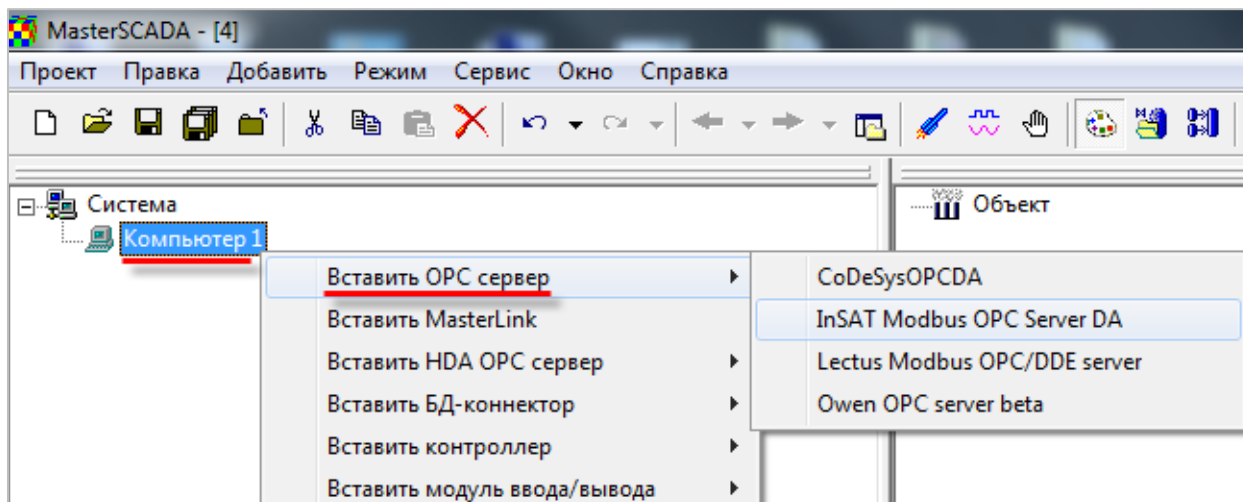 MasterSCADA - [4]
Проект Правка Добавить Режим Сервис Окно Справка
Система
Объект
Компьютер 1
Вставить OPC сервер
CoDeSysOPCDA
Вставить MasterLink
InSAT Modbus OPC Server DA
Вставить HDA OPC сервер
Lectus Modbus OPC/DDE server
Вставить БД-коннектор
Owen OPC server beta
Вставить контроллер
Вставить модуль ввода/вывода